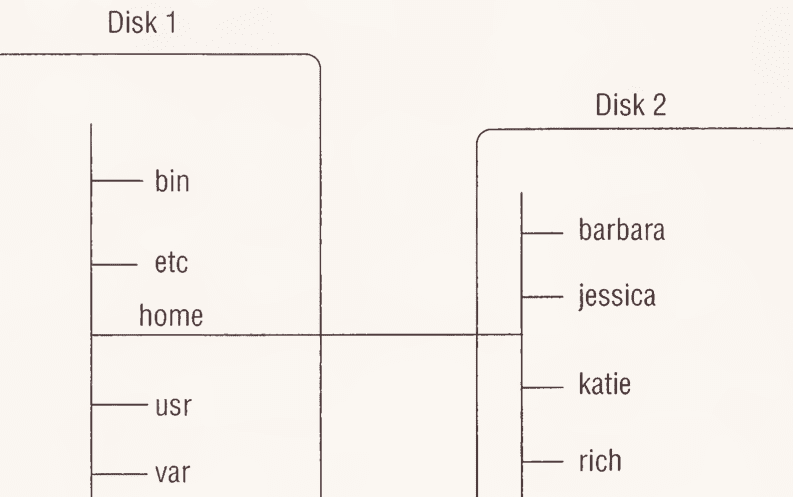 Disk 1
bin
etc
home
usr
var
Disk 2
barbara
jessica
katie
rich